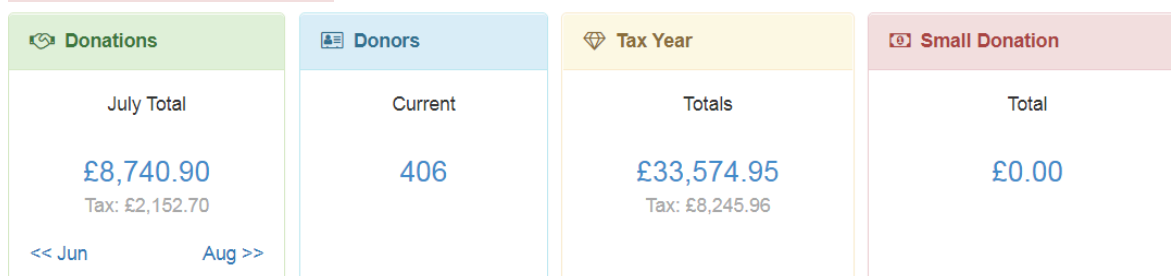 Donations
July Total
£8,740.90
Tax: £2,152.70
<< Jun Aug >>
Donors
Current
406
Tax Year
Totals
£33,574.95
Tax: £8,245.96
Small Donation
Total
£0.00